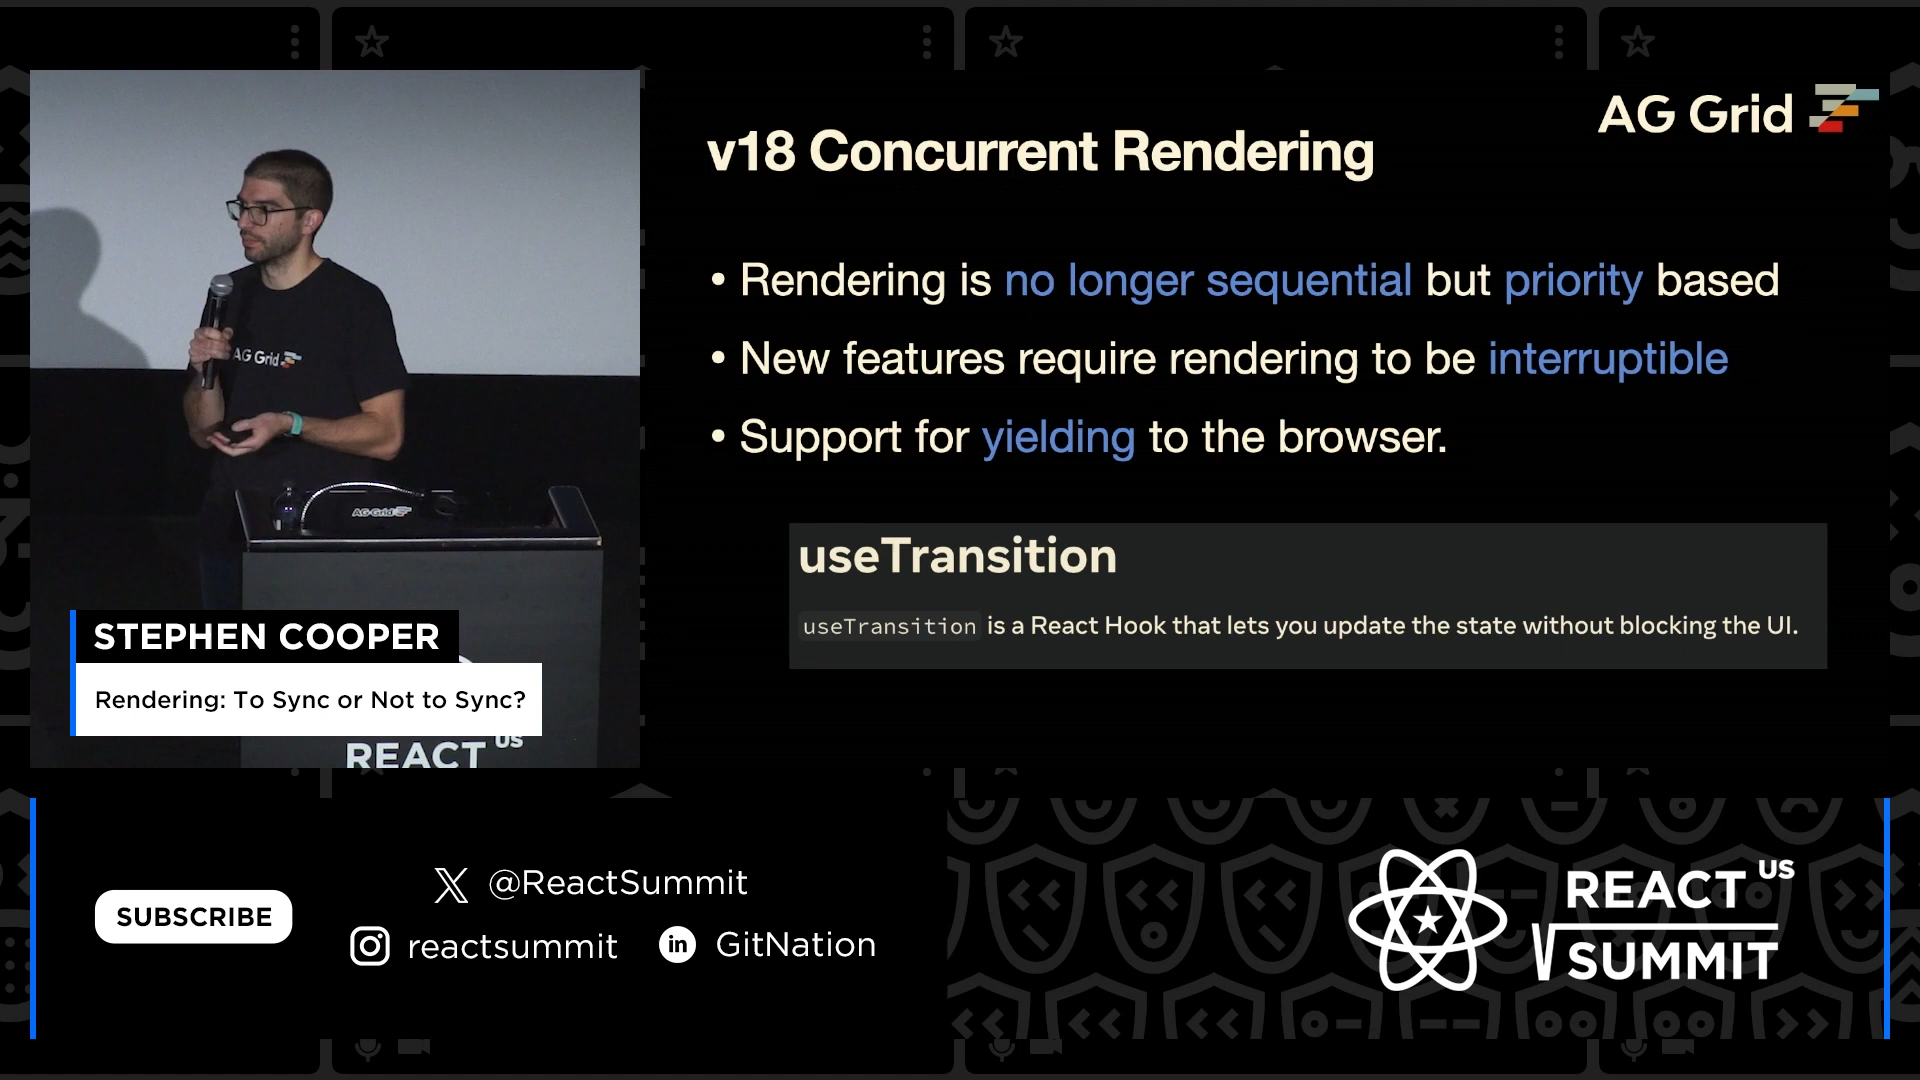 AG Grid
v18 Concurrent Rendering
• Rendering is no longer sequential but priority based
• New features require rendering to be interruptible
• Support for yielding to the browser.
useTransition
useTransition is a React Hook that lets you update the state without blocking the UI.
AG Grid
AG Grid
STEPHEN COOPER
Rendering: To Sync or Not to Sync?
REACT US
SUBSCRIBE
@ReactSummit
reactsummit
GitNation
REACT US
SUMMIT